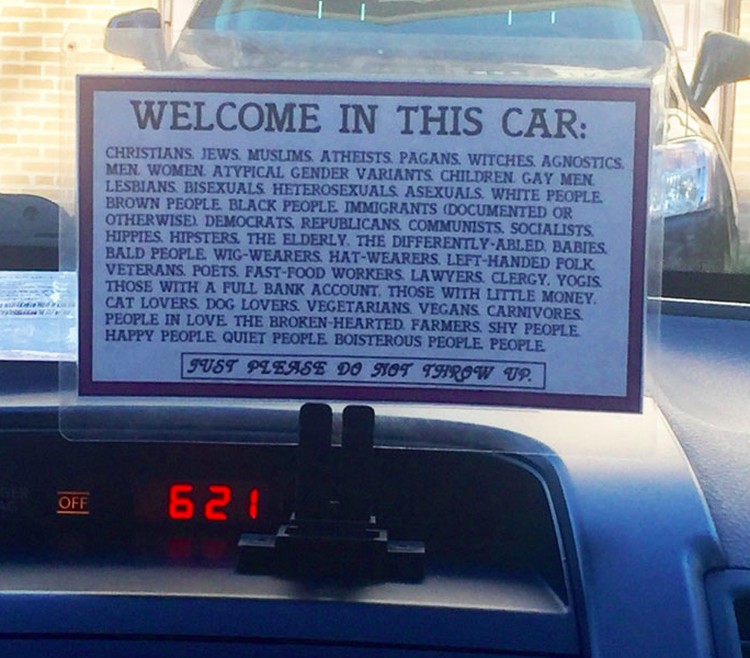 WELCOME IN THIS CAR:
CHRISTIANS. JEWS. MUSLIMS. ATHEISTS. PAGANS. WITCHES. AGNOSTICS.
MEN. WOMEN. ATYPICAL GENDER VARIANTS. CHILDREN. GAY MEN.
LESBIANS. BISEXUALS. HETEROSEXUALS. ASEXUALS. WHITE PEOPLE.
BROWN PEOPLE. BLACK PEOPLE. IMMIGRANTS (DOCUMENTED OR
OTHERWISE). DEMOCRATS. REPUBLICANS. COMMUNISTS. SOCIALISTS.
HIPPIES. HIPSTERS. THE ELDERLY. THE DIFFERENTLY-ABLED. BABIES.
BALD PEOPLE. WIG-WEARERS. HAT-WEARERS. LEFT-HANDED FOLK.
VETERANS. POETS. FAST-FOOD WORKERS. LAWYERS. CLERGY. YOGIS.
THOSE WITH A FULL BANK ACCOUNT. THOSE WITH LITTLE MONEY.
CAT LOVERS. DOG LOVERS. VEGETARIANS. VEGANS. CARNIVORES.
PEOPLE IN LOVE. THE BROKEN-HEARTED. FARMERS. SHY PEOPLE.
HAPPY PEOPLE. QUIET PEOPLE. BOISTEROUS PEOPLE. PEOPLE.
JUST PLEASE DO NOT THROW UP.
OFF 621